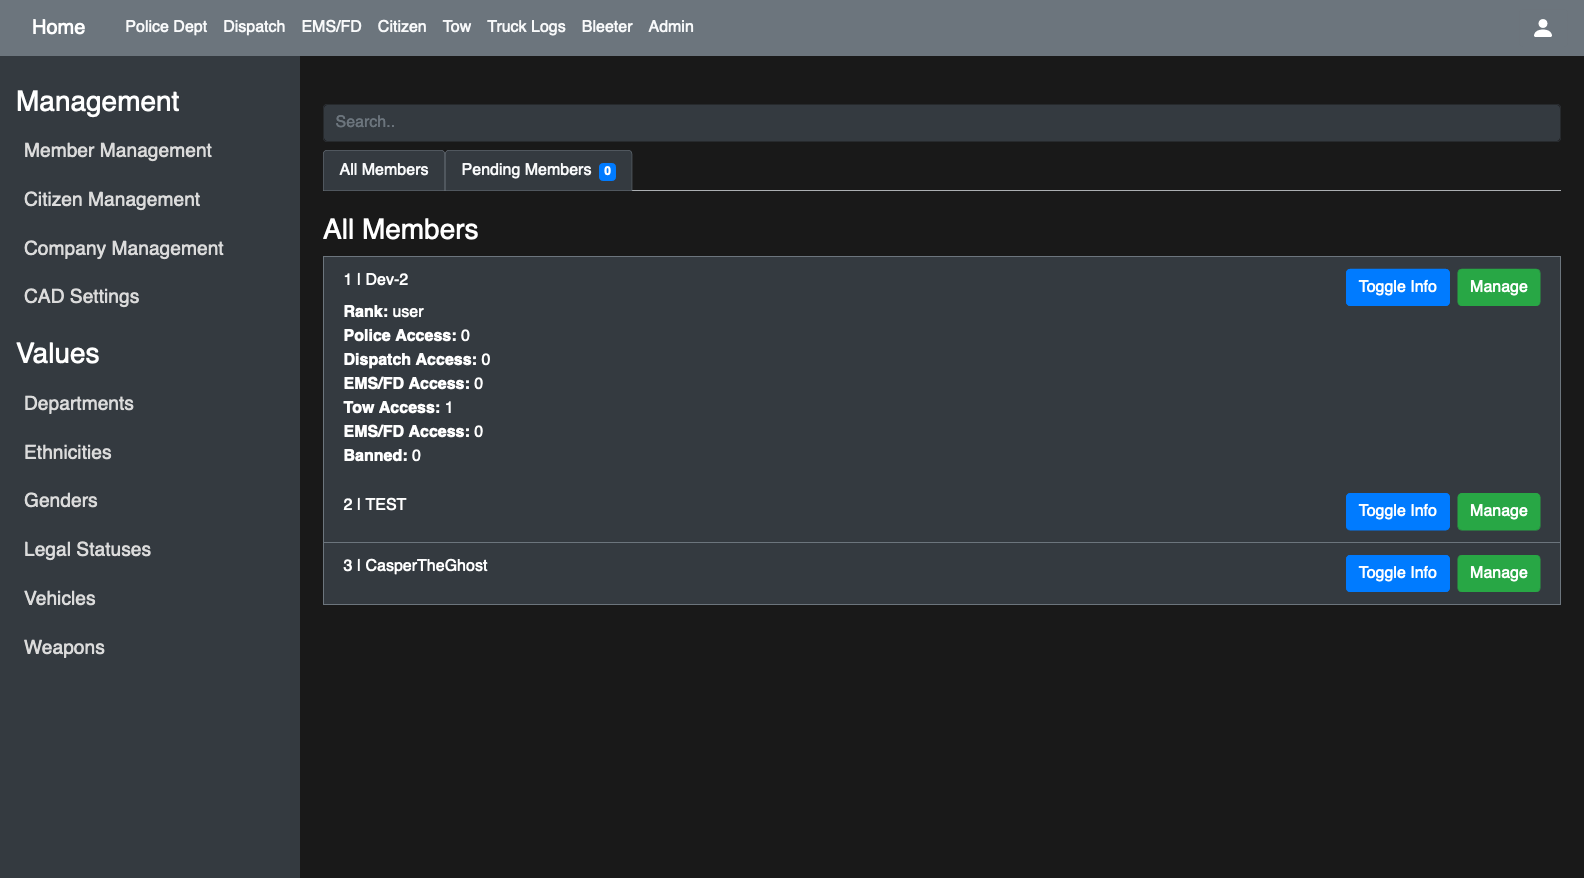 Home Police Dept Dispatch EMS/FD Citizen Tow Truck Logs Bleeter Admin
Management
Member Management
Citizen Management
Company Management
CAD Settings
Values
Departments
Ethnicities
Genders
Legal Statuses
Vehicles
Weapons
Search..
All Members Pending Members 0
All Members
1 | Dev-2 Toggle Info Manage
Rank: user
Police Access: 0
Dispatch Access: 0
EMS/FD Access: 0
Tow Access: 1
EMS/FD Access: 0
Banned: 0
2 | TEST Toggle Info Manage
3 | CasperTheGhost Toggle Info Manage